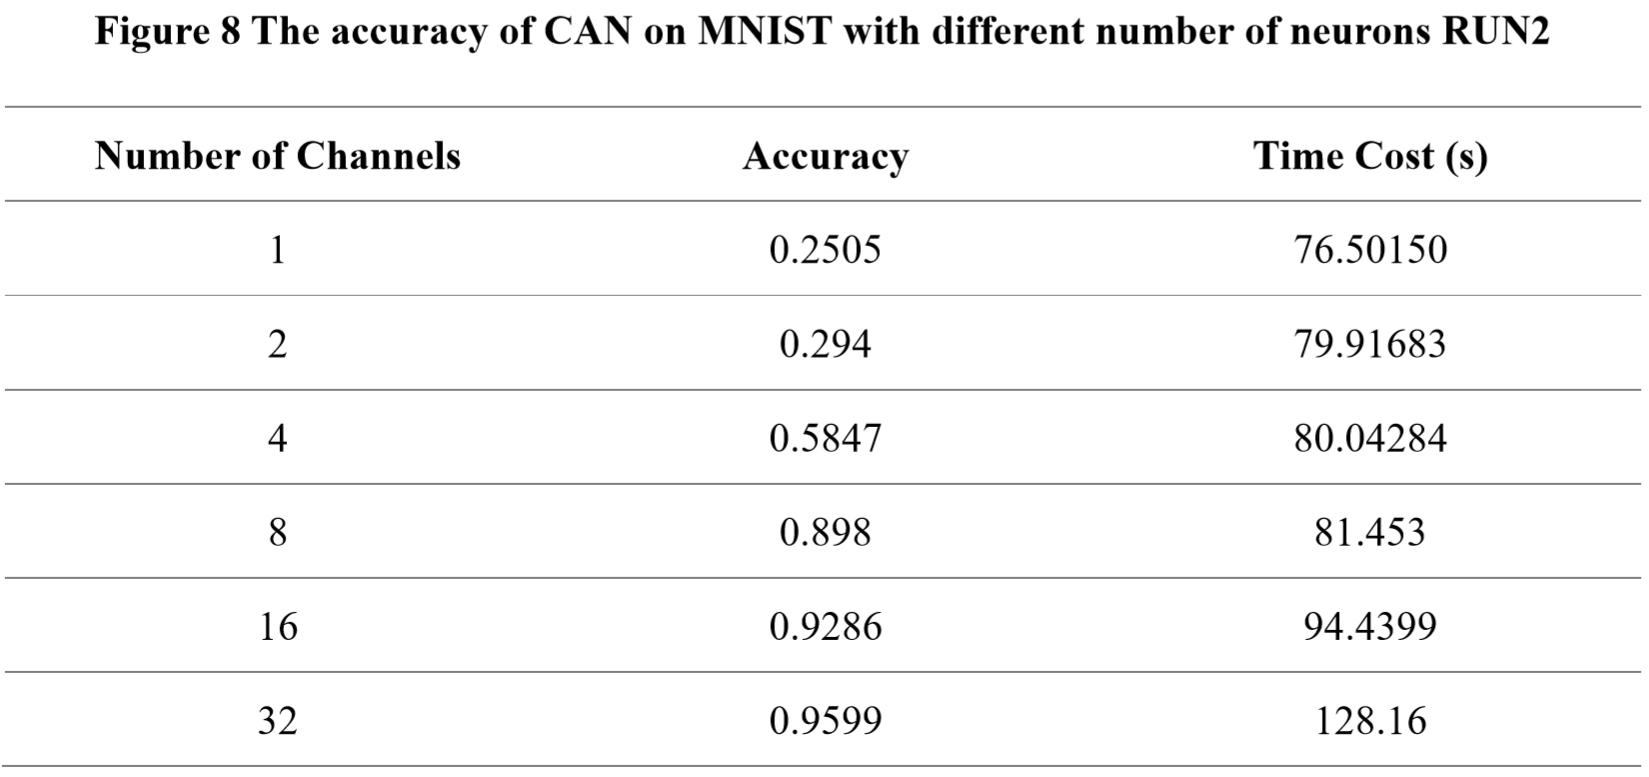 Figure 8 The accuracy of CAN on MNIST with different number of neurons RUN2
Number of Channels Accuracy Time Cost (s)
1 0.2505 76.50150
2 0.294 79.91683
4 0.5847 80.04284
8 0.898 81.453
16 0.9286 94.4399
32 0.9599 128.16